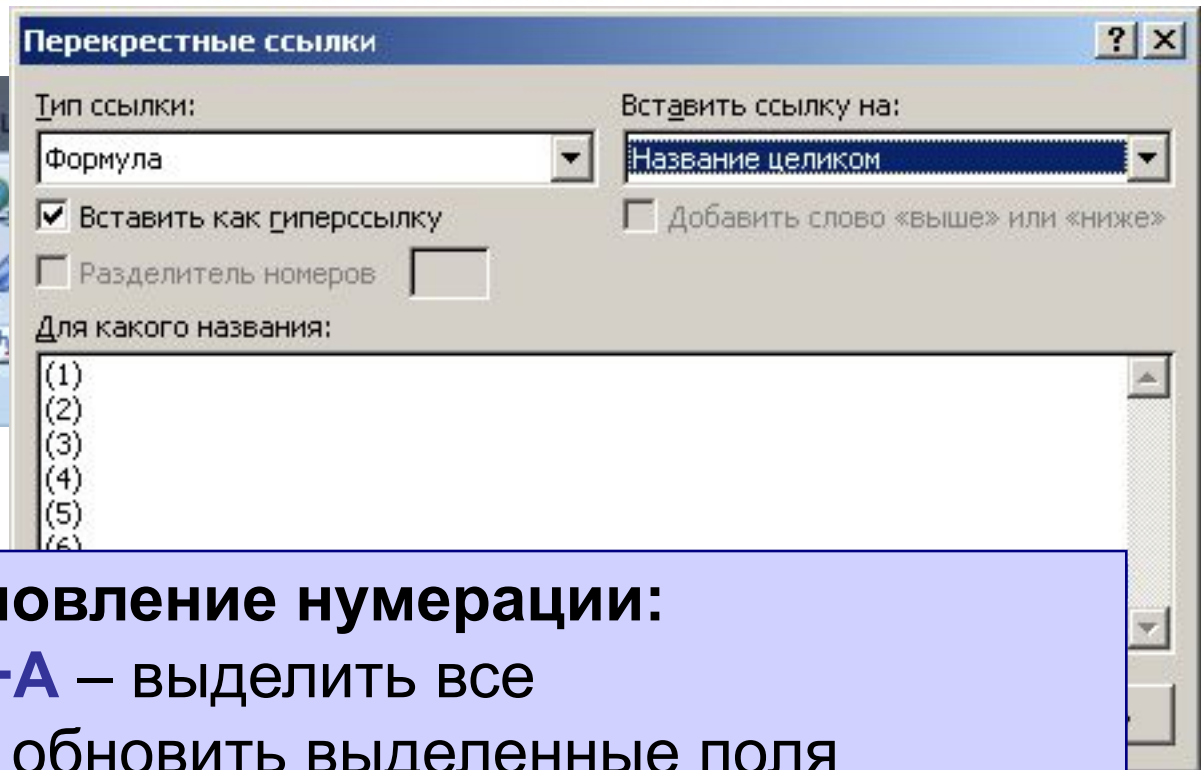 Перекрестные ссылки
Тип ссылки:
Вставить ссылку на:
Формула
Название целиком
Вставить как гиперссылку
Добавить слово «выше» или «ниже»
Разделитель номеров
Для какого названия:
(1)
(2)
(3)
(4)
(5)
(6)
новление нумерации:
+A – выделить все
обновить выделенные поля